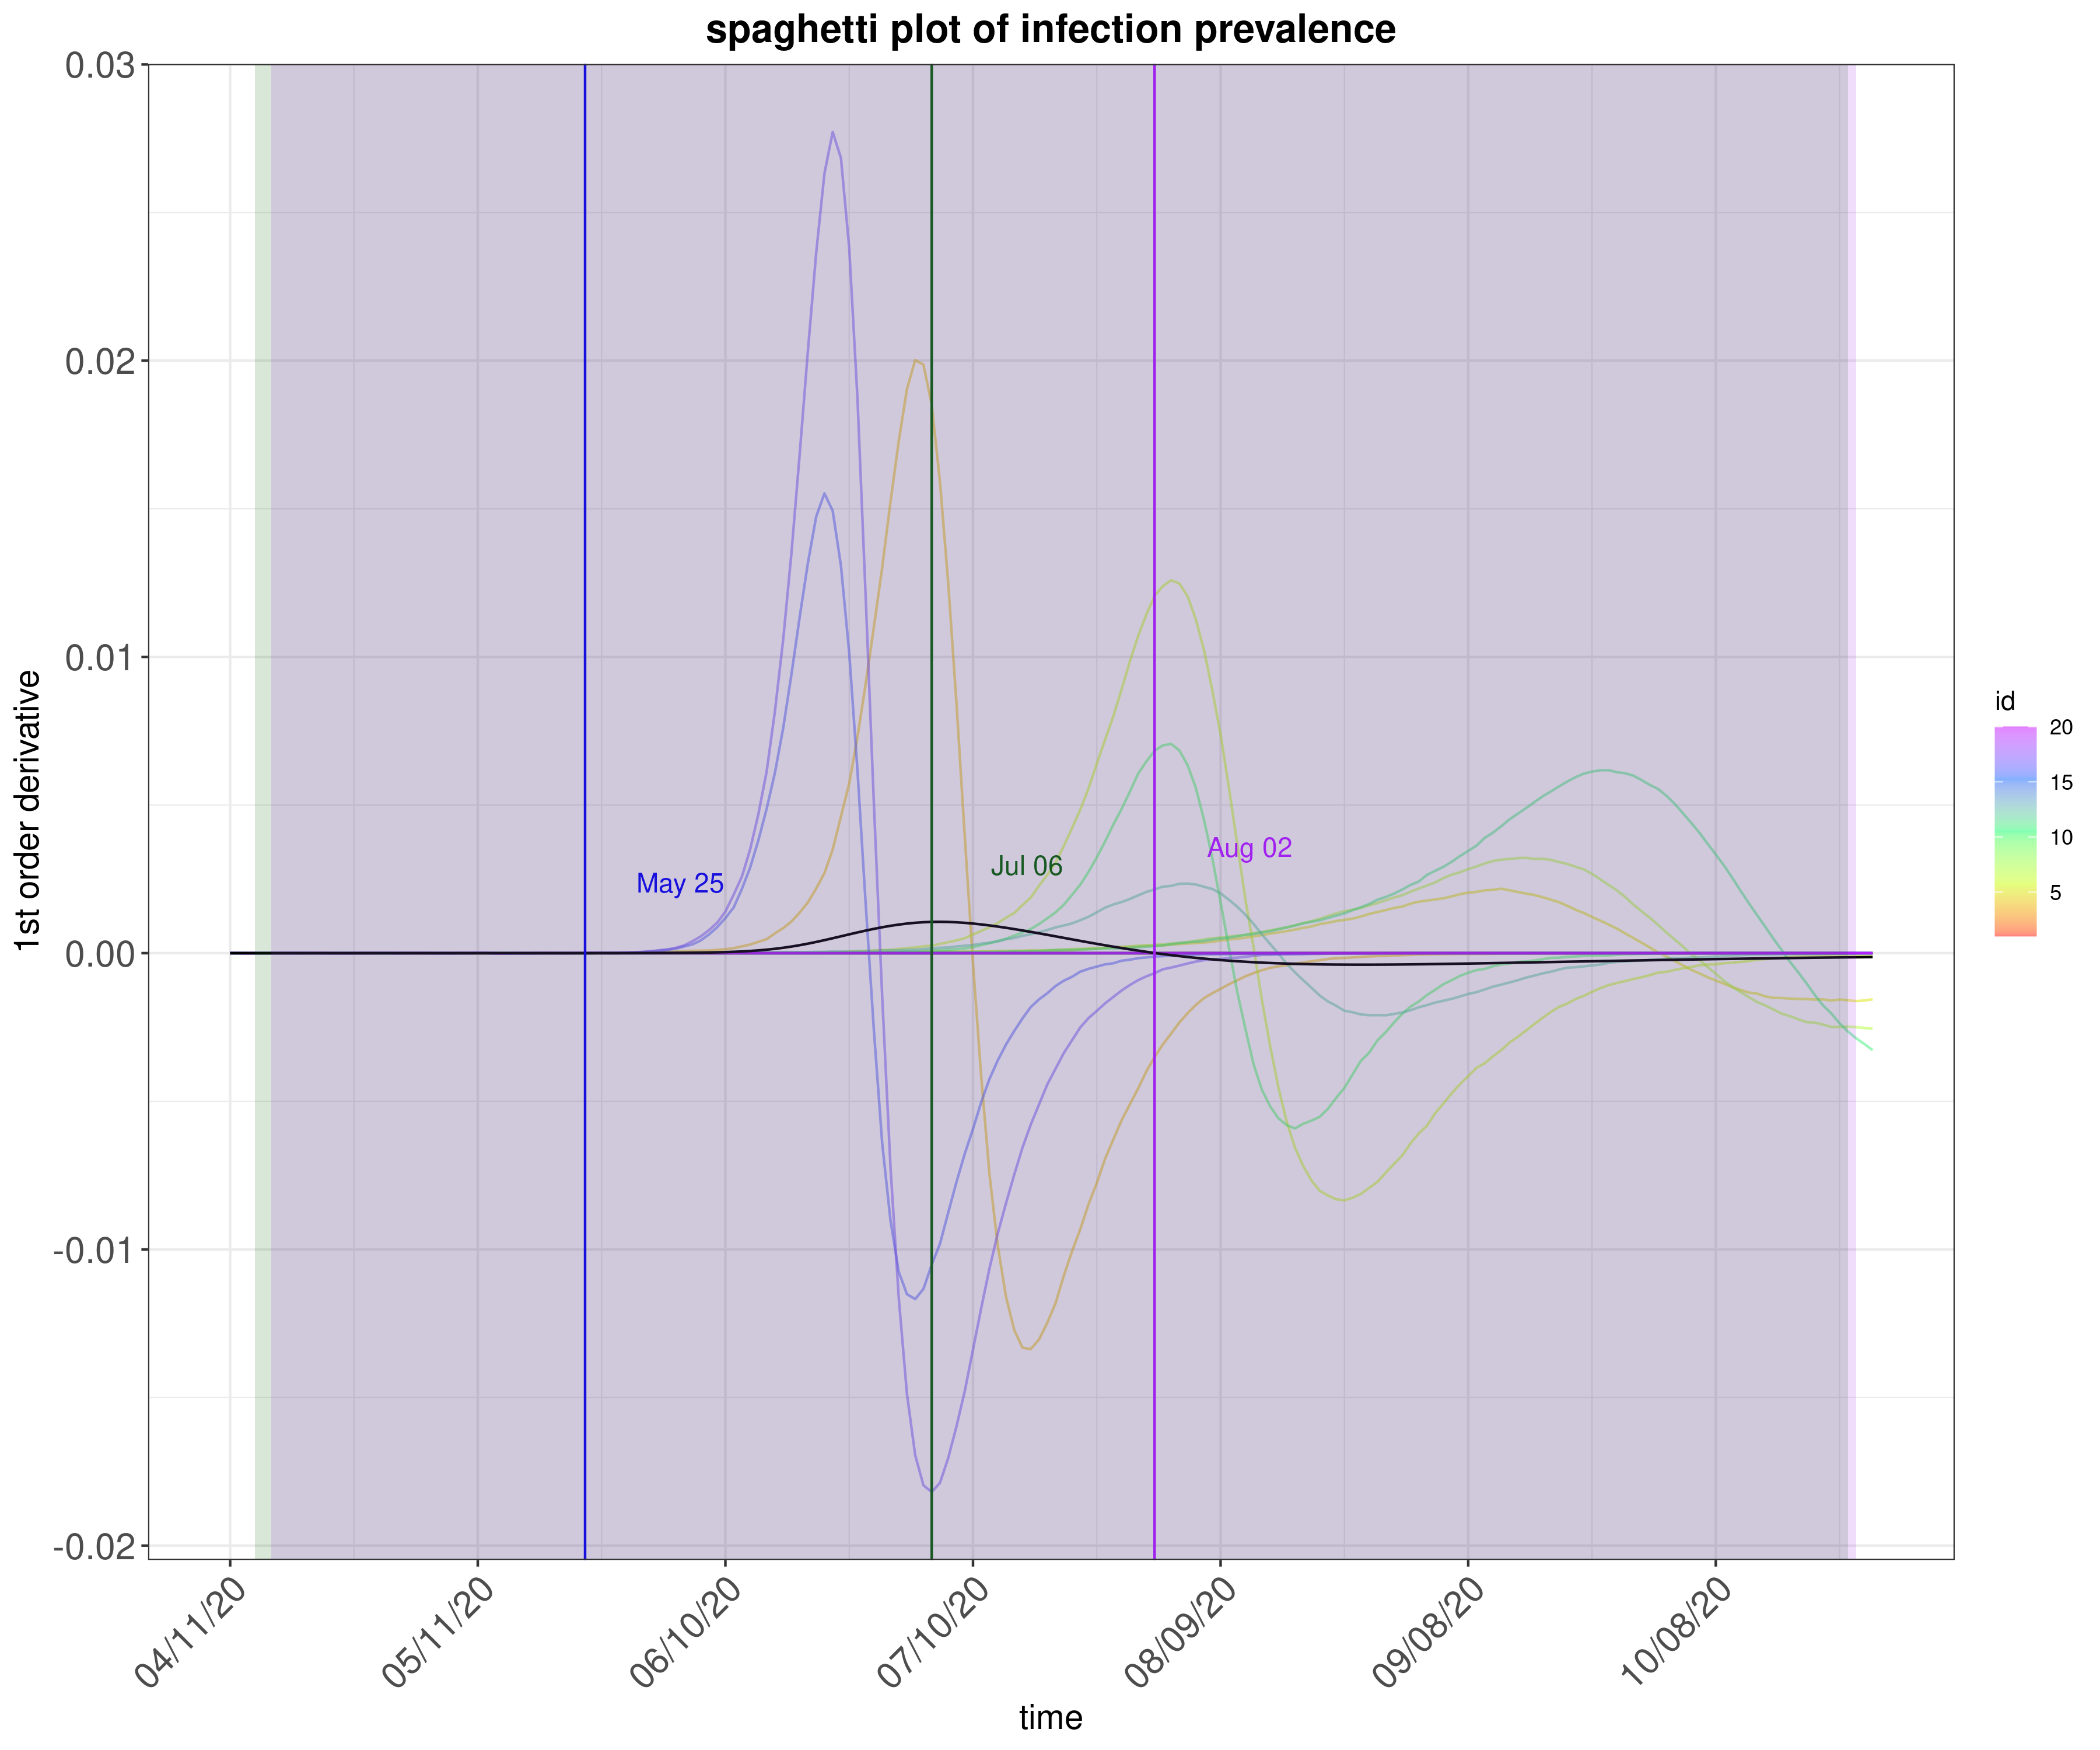 spaghetti plot of infection prevalence
0.03
0.02
0.01
0.00
-0.01
-0.02
1st order derivative
May 25
Jul 06
Aug 02
04/11/20
05/11/20
06/10/20
07/10/20
08/09/20
09/08/20
10/08/20
time
id
20
15
10
5